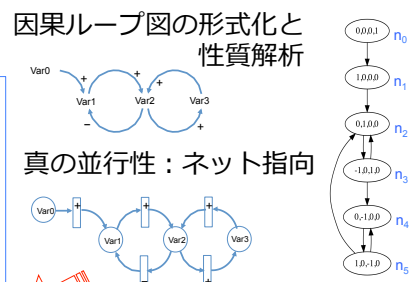 因果ループ図の形式化と
性質解析
Var0
+
+
+
Var1
Var2
Var3
−
+
真の並行性：ネット指向
Var0
+
+
+
Var1
Var2
Var3
+
0,0,0,1
n0
1,0,0,0
n1
0,1,0,0
n2
-1,0,1,0
n3
0,-1,0,0
n4
1,0,-1,0
n5